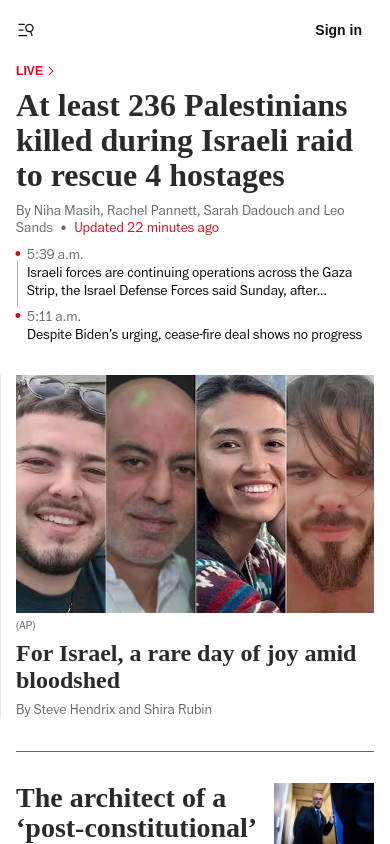 Sign in
LIVE
At least 236 Palestinians
killed during Israeli raid
to rescue 4 hostages
By Niha Masih, Rachel Pannett, Sarah Dadouch and Leo
Sands • Updated 22 minutes ago
5:39 a.m.
Israeli forces are continuing operations across the Gaza
Strip, the Israel Defense Forces said Sunday, after...
5:11 a.m.
Despite Biden’s urging, cease-fire deal shows no progress
(AP)
For Israel, a rare day of joy amid
bloodshed
By Steve Hendrix and Shira Rubin
The architect of a
‘post-constitutional’